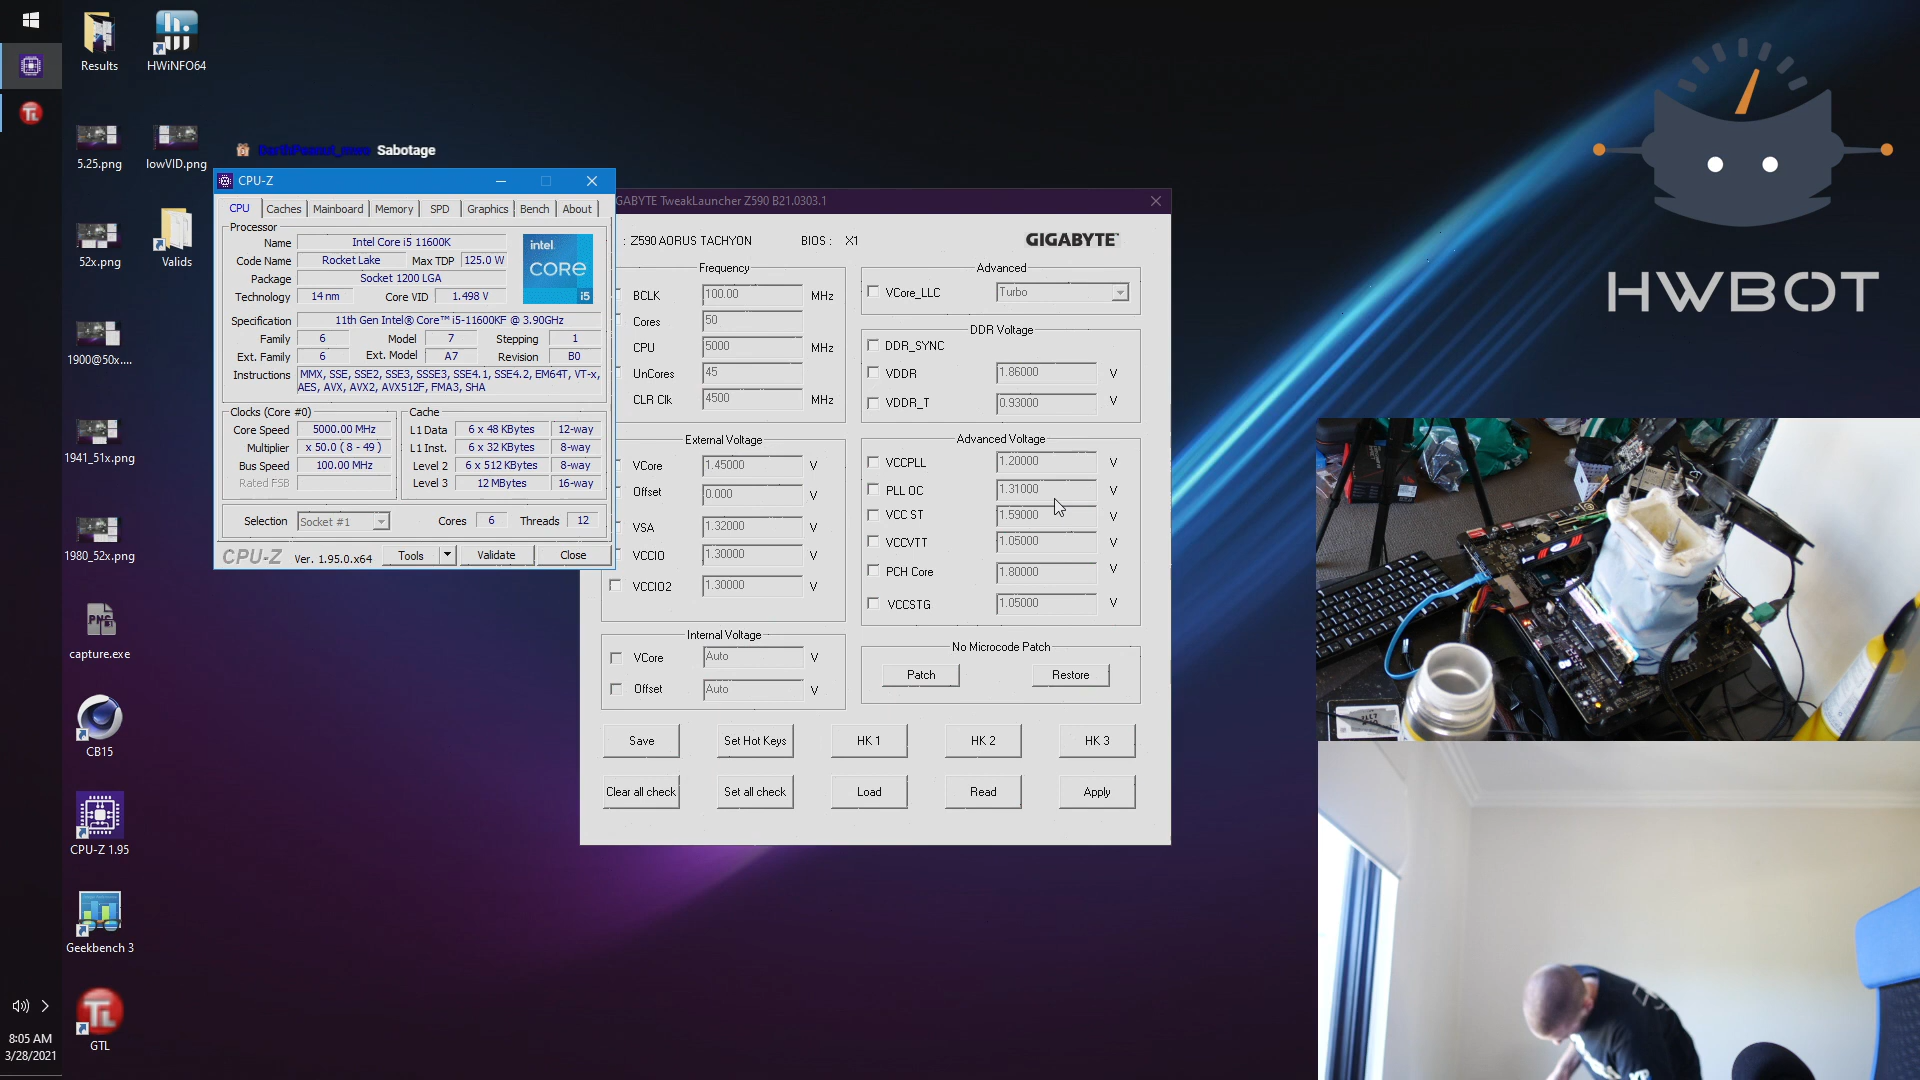 Results
HWiNFO64
5.25.png
lowVID.png
52x.png
Valids
1900@50x....
1941_51x.png
1980_52x.png
capture.exe
CB15
CPU-Z 1.95
Geekbench 3
GTL
8:05 AM
3/28/2021
Sabotage
CPU-Z
CPU Caches Mainboard Memory SPD Graphics Bench About
Processor
Name Intel Core i5 11600K
Code Name Rocket Lake Max TDP 125.0 W
Package Socket 1200 LGA
Technology 14 nm Core VID 1.498 V
intel
CORE
i5
Specification 11th Gen Intel® Core™ i5-11600KF @ 3.90GHz
Family 6 Model 7 Stepping 1
Ext. Family 6 Ext. Model A7 Revision B0
Instructions MMX, SSE, SSE2, SSE3, SSSE3, SSE4.1, SSE4.2, EM64T, VT-x,
AES, AVX, AVX2, AVX512F, FMA3, SHA
Clocks (Core #0)
Core Speed 5000.00 MHz
Multiplier x 50.0 ( 8 - 49 )
Bus Speed 100.00 MHz
Rated FSB
Cache
L1 Data 6 x 48 KBytes 12-way
L1 Inst. 6 x 32 KBytes 8-way
Level 2 6 x 512 KBytes 8-way
Level 3 12 MBytes 16-way
Selection Socket #1 Cores 6 Threads 12
CPU-Z Ver. 1.95.0.x64 Tools Validate Close
GABYTE TweakLauncher Z590 B21.0303.1
: Z590 AORUS TACHYON BIOS : X1 GIGABYTE
Frequency
BCLK 100.00 MHz
Cores 50
CPU 5000 MHz
UnCores 45
CLR Clk 4500 MHz
External Voltage
VCore 1.45000 V
Offset 0.000 V
VSA 1.32000 V
VCCIO 1.30000 V
VCCIO2 1.30000 V
Internal Voltage
VCore Auto V
Offset Auto V
Advanced
VCore_LLC Turbo
DDR Voltage
DDR_SYNC
VDDR 1.86000 V
VDDR_T 0.93000 V
Advanced Voltage
VCCPLL 1.20000 V
PLL OC 1.31000 V
VCC ST 1.59000 V
VCCVTT 1.05000 V
PCH Core 1.80000 V
VCCSTG 1.05000 V
No Microcode Patch
Patch Restore
Save Set Hot Keys HK 1 HK 2 HK 3
Clear all check Set all check Load Read Apply
HWBOT